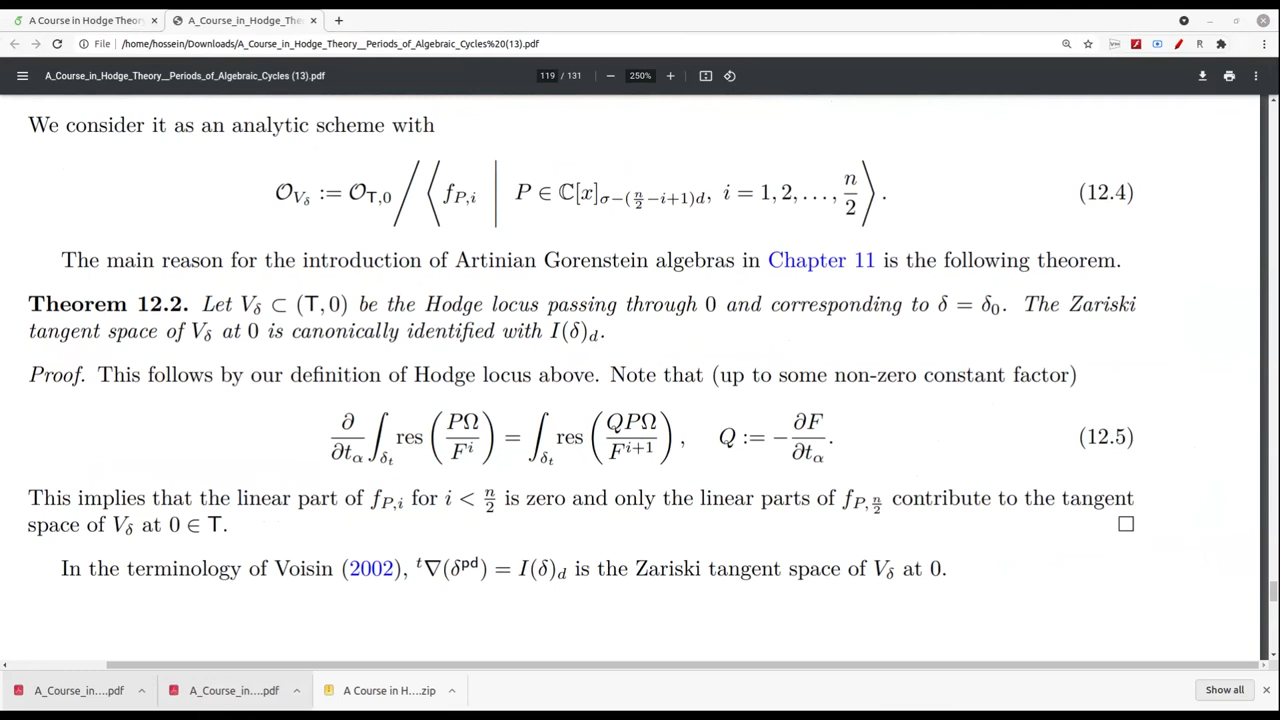 A Course in Hodge Theory
A_Course_in_Hodge_The
File /home/hossein/Downloads/A_Course_in_Hodge_Theory__Periods_of_Algebraic_Cycles%20(13).pdf
A_Course_in_Hodge_Theory__Periods_of_Algebraic_Cycles (13).pdf 119 / 131 250%
We consider it as an analytic scheme with
𝒪_{V_δ} := 𝒪_{T,0} / ⟨ f_{P,i} | P ∈ ℂ[x]_{σ−(n/2−i+1)d}, i = 1, 2, . . . , n/2 ⟩. (12.4)
The main reason for the introduction of Artinian Gorenstein algebras in Chapter 11 is the following theorem.
Theorem 12.2. Let V_δ ⊂ (T, 0) be the Hodge locus passing through 0 and corresponding to δ = δ_0. The Zariski
tangent space of V_δ at 0 is canonically identified with I(δ)_d.
Proof. This follows by our definition of Hodge locus above. Note that (up to some non-zero constant factor)
∂/∂t_α ∫_{δ_t} res (PΩ/F^i) = ∫_{δ_t} res (QPΩ/F^{i+1}), Q := −∂F/∂t_α. (12.5)
This implies that the linear part of f_{P,i} for i < n/2 is zero and only the linear parts of f_{P,n/2} contribute to the tangent
space of V_δ at 0 ∈ T. □
In the terminology of Voisin (2002), ^t∇(δ^{pd}) = I(δ)_d is the Zariski tangent space of V_δ at 0.
A_Course_in_....pdf A_Course_in_....pdf A Course in H....zip Show all